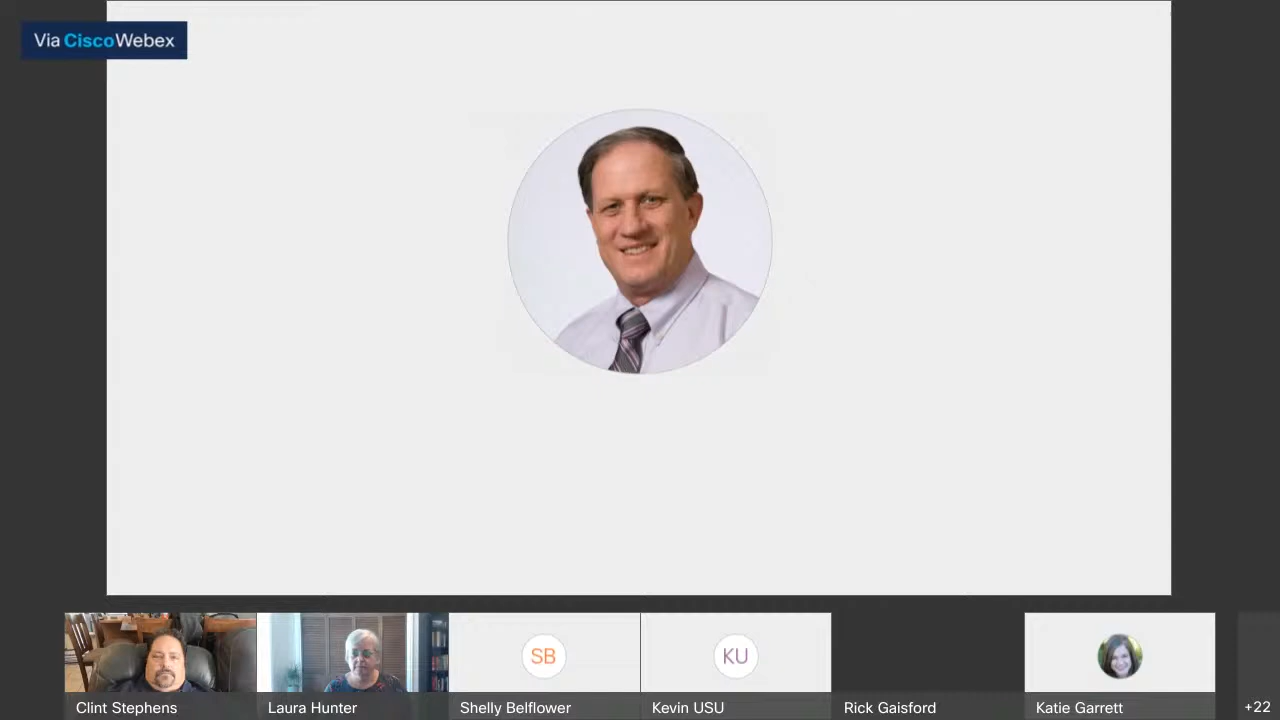 Via CiscoWebex
SB
KU
Clint Stephens
Laura Hunter
Shelly Belflower
Kevin USU
Rick Gaisford
Katie Garrett
+22